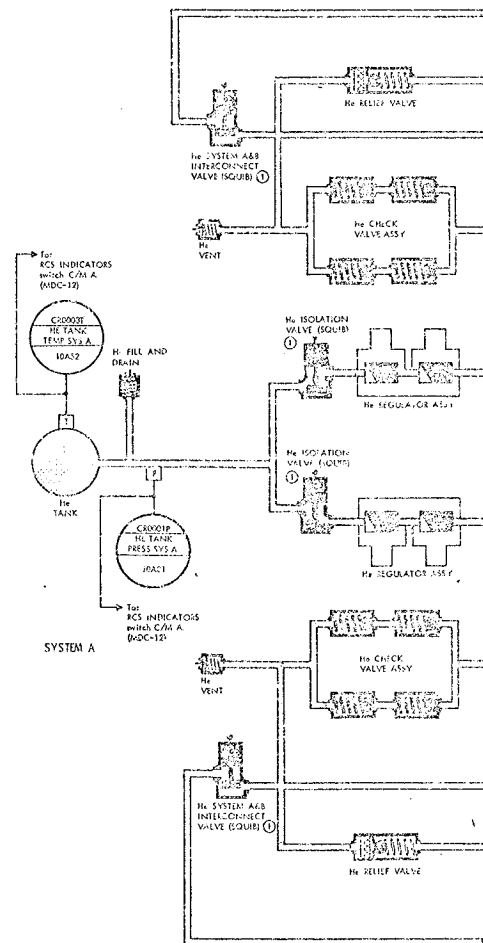 He RELIEF VALVE
He SYSTEM A&B
INTERCONNECT
VALVE (SQUIB) ①
He CHECK
VALVE ASSY
He
VENT
To:
RCS INDICATORS
switch C/M A
(MDC-12)
CR0003T
HE TANK
TEMP SYS A
10A52
He FILL AND
DRAIN
He ISOLATION
VALVE (SQUIB)
①
He REGULATOR ASSY
T
He
TANK
P
He ISOLATION
VALVE (SQUIB)
①
CR0001P
HE TANK
PRESS SYS A
He REGULATOR ASSY
To:
RCS INDICATORS
switch C/M A
(MDC-12)
SYSTEM A
He
VENT
He CHECK
VALVE ASSY
He SYSTEM A&B
INTERCONNECT
VALVE (SQUIB) ①
He RELIEF VALVE